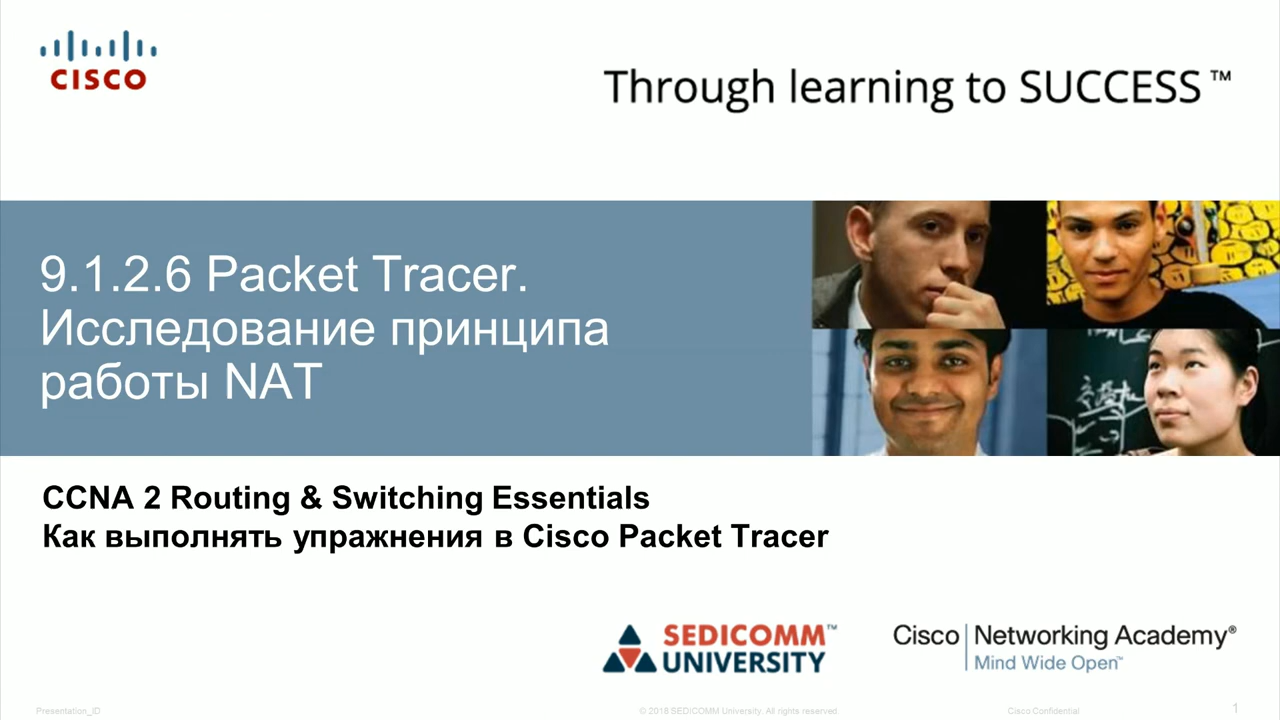 CISCO
Through learning to SUCCESS™
9.1.2.6 Packet Tracer.
Исследование принципа
работы NAT
CCNA 2 Routing & Switching Essentials
Как выполнять упражнения в Cisco Packet Tracer
SEDICOMM™
UNIVERSITY
Cisco Networking Academy®
Mind Wide Open™
Presentation_ID
© 2018 SEDICOMM University. All rights reserved.
Cisco Confidential
1